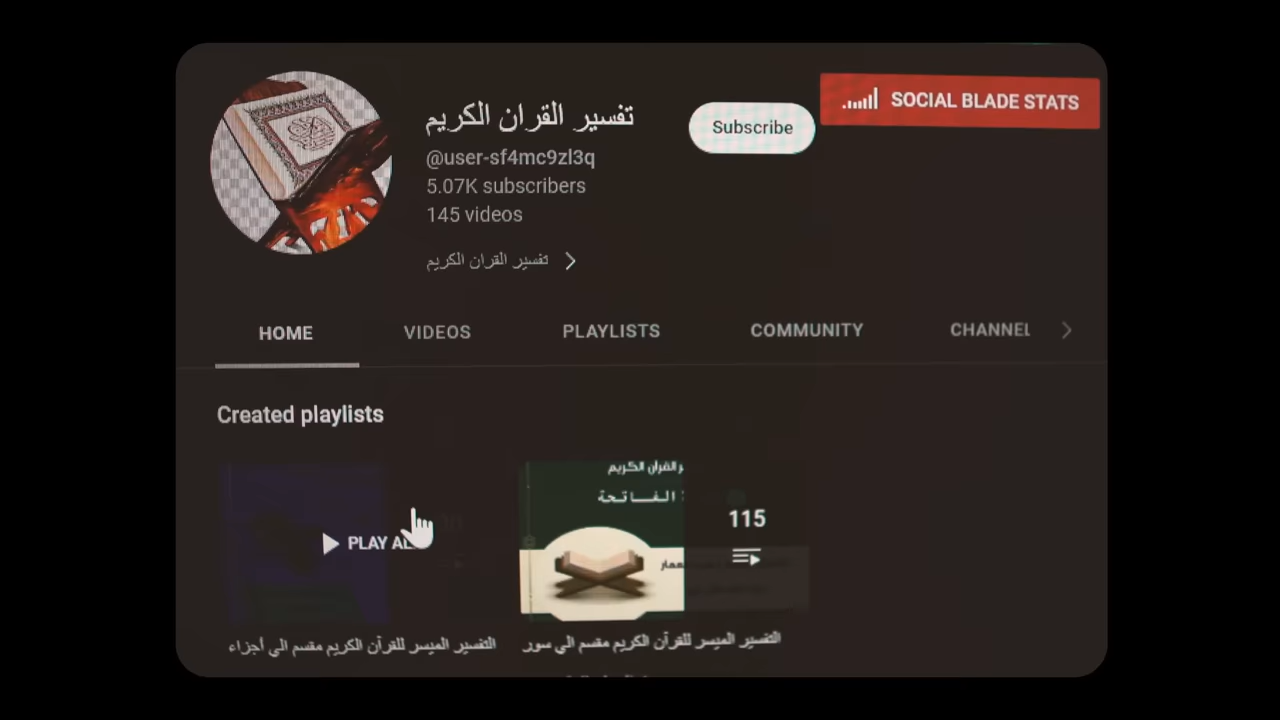 تفسير القران الكريم
Subscribe
SOCIAL BLADE STATS
@user-sf4mc9zl3q
5.07K subscribers
145 videos
تفسير القران الكريم
HOME VIDEOS PLAYLISTS COMMUNITY CHANNEL
Created playlists
القرآن الكريم
الفاتحة
115
PLAY AL
التفسير الميسر للقرآن الكريم مقسم الي أجزاء
التفسير الميسر للقرآن الكريم مقسم الي سور